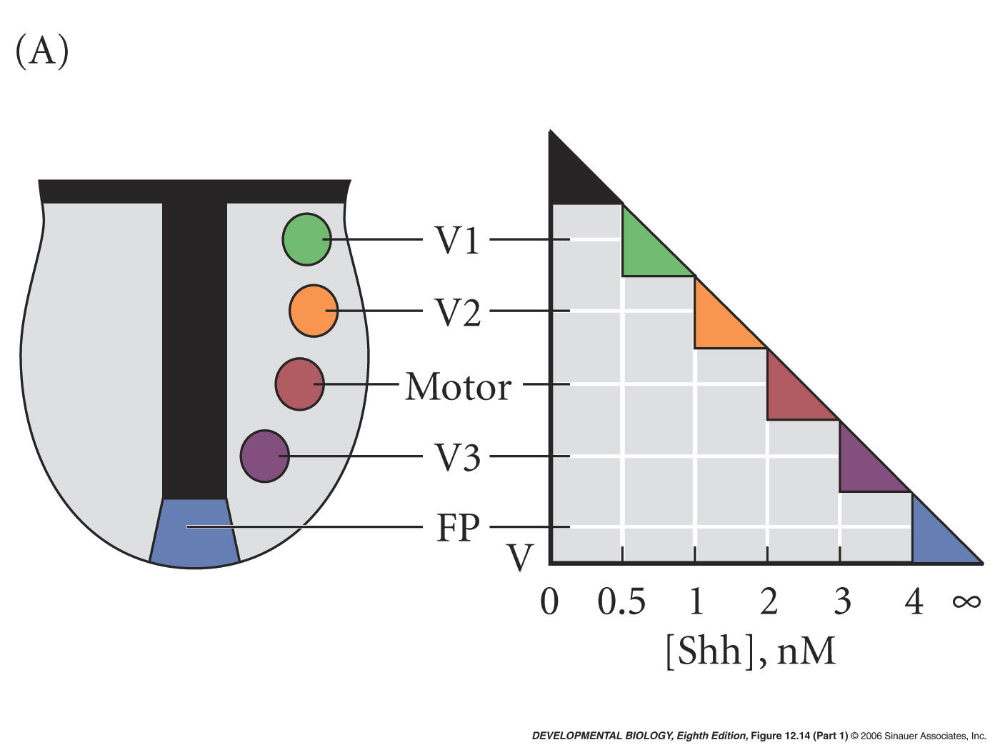 (A)
V1
V2
Motor
V3
FP
V
0 0.5 1 2 3 4 ∞
[Shh], nM
DEVELOPMENTAL BIOLOGY, Eighth Edition, Figure 12.14 (Part 1) © 2006 Sinauer Associates, Inc.